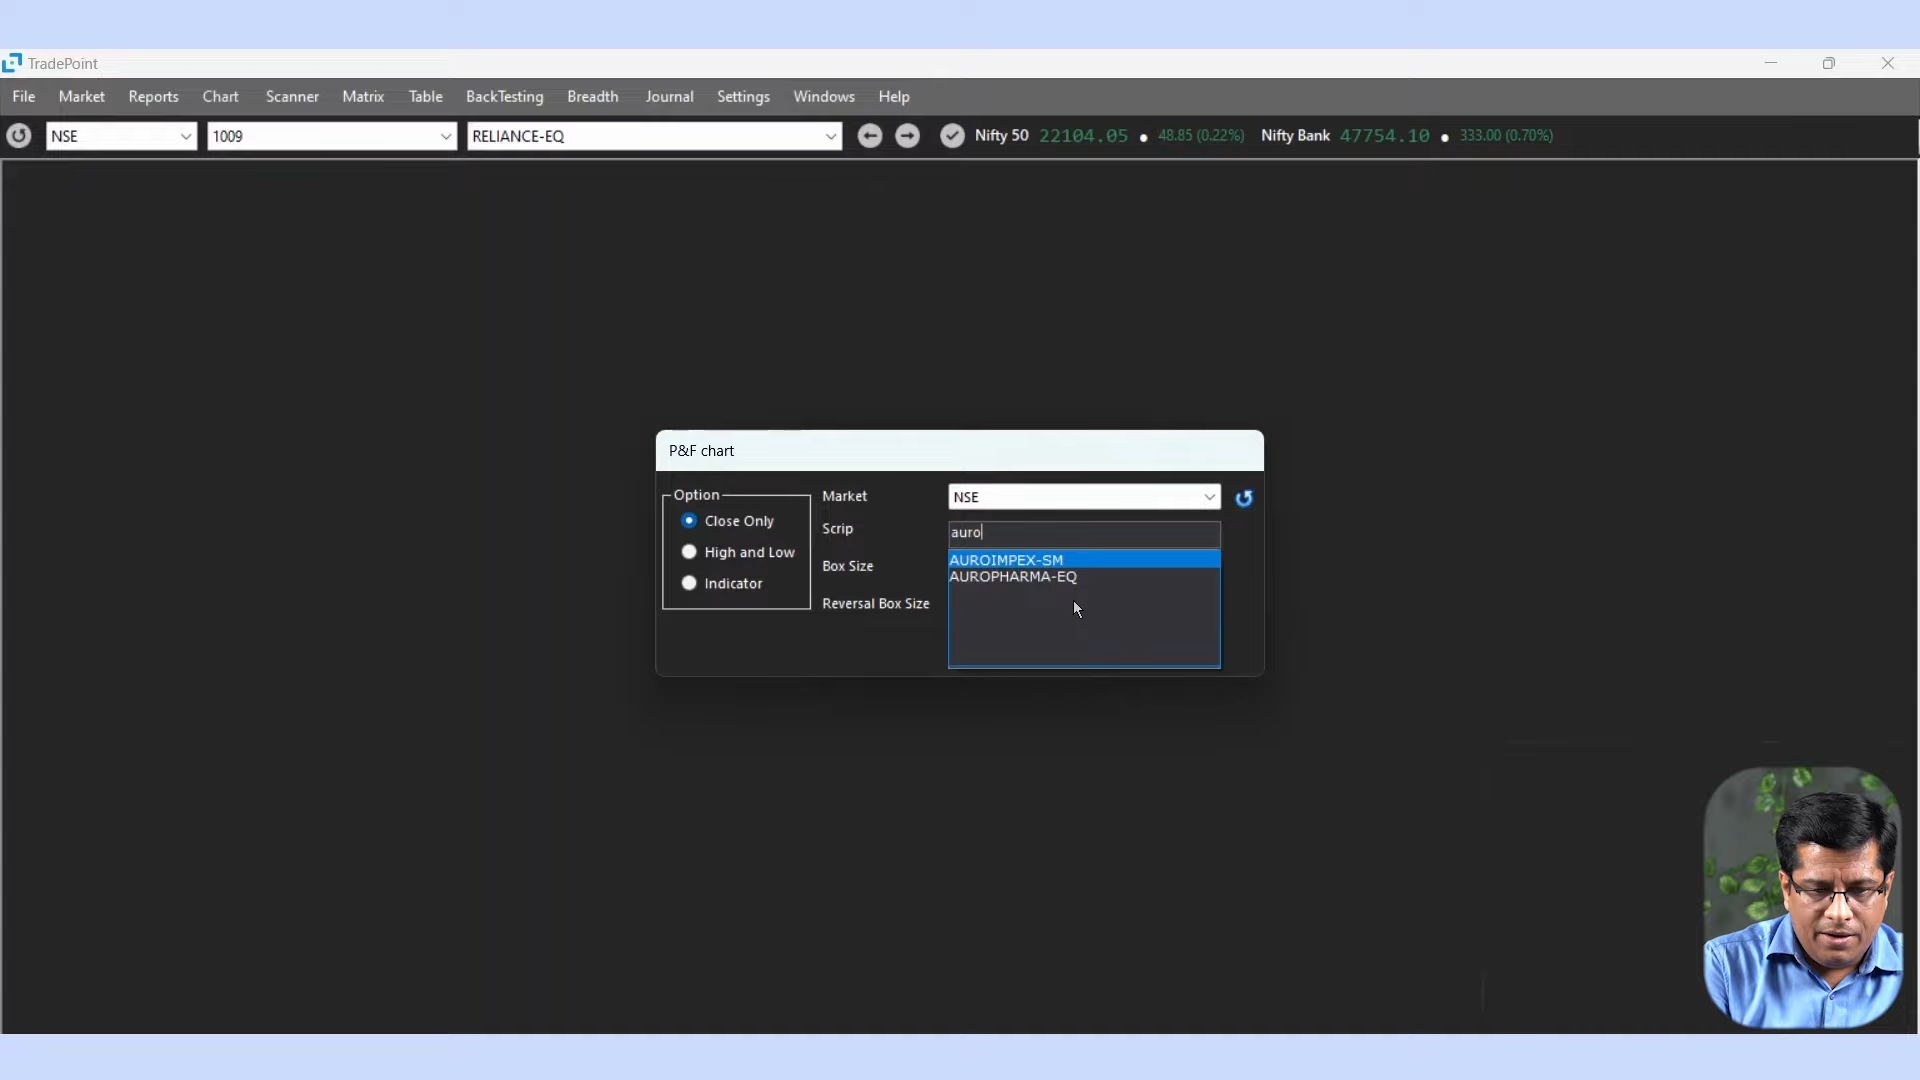 TradePoint
File Market Reports Chart Scanner Matrix Table BackTesting Breadth Journal Settings Windows Help
NSE 1009 RELIANCE-EQ Nifty 50 22104.05 48.85 (0.22%) Nifty Bank 47754.10 333.00 (0.70%)
P&F chart
Option
Close Only
High and Low
Indicator
Market NSE
Scrip auro
Box Size
Reversal Box Size
AUROIMPEX-SM
AUROPHARMA-EQ